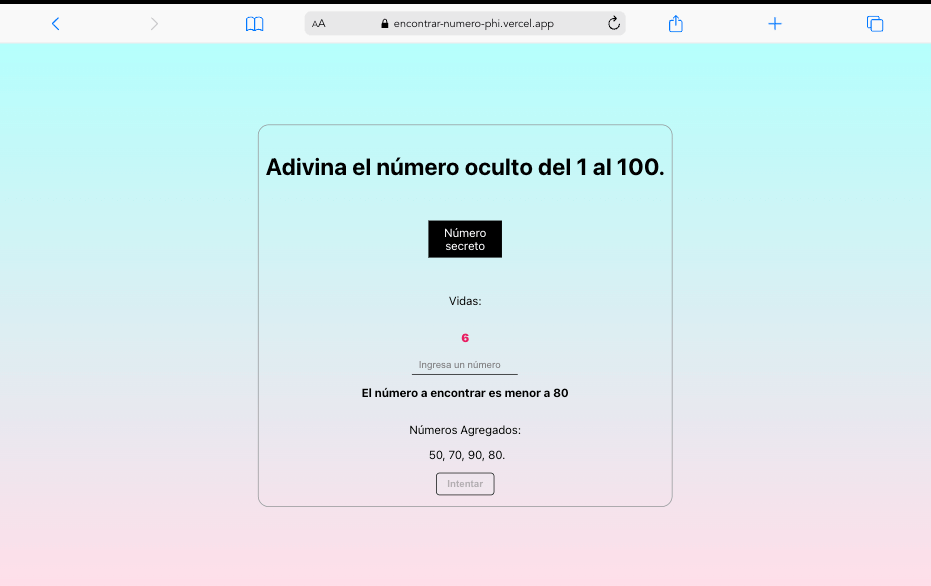 AA encontrar-numero-phi.vercel.app
Adivina el número oculto del 1 al 100.
Número
secreto
Vidas:
6
Ingresa un número
El número a encontrar es menor a 80
Números Agregados:
50, 70, 90, 80.
Intentar